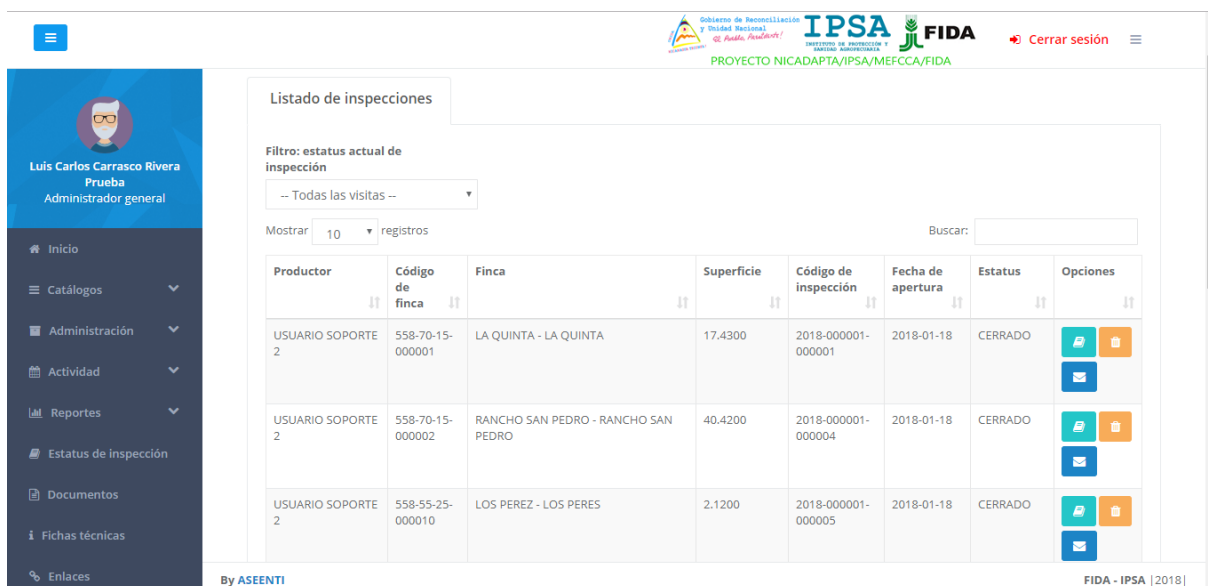 Gobierno de Reconciliación
y Unidad Nacional
El Pueblo, Presidente!
IPSA
INSTITUTO DE PROTECCIÓN Y
SANIDAD AGROPECUARIA
FIDA
PROYECTO NICADAPTA/IPSA/MEFCCA/FIDA
Cerrar sesión
Luis Carlos Carrasco Rivera
Prueba
Administrador general
Inicio
Catálogos
Administración
Actividad
Reportes
Estatus de inspección
Documentos
Fichas técnicas
Enlaces
Listado de inspecciones
Filtro: estatus actual de
inspección
-- Todas las visitas --
Mostrar 10 registros
Buscar:
Productor Código de finca Finca Superficie Código de inspección Fecha de apertura Estatus Opciones
USUARIO SOPORTE 2 558-70-15-000001 LA QUINTA - LA QUINTA 17.4300 2018-000001-000001 2018-01-18 CERRADO
USUARIO SOPORTE 2 558-70-15-000002 RANCHO SAN PEDRO - RANCHO SAN PEDRO 40.4200 2018-000001-000004 2018-01-18 CERRADO
USUARIO SOPORTE 2 558-55-25-000010 LOS PEREZ - LOS PERES 2.1200 2018-000001-000005 2018-01-18 CERRADO
By ASEENTI
FIDA - IPSA |2018|